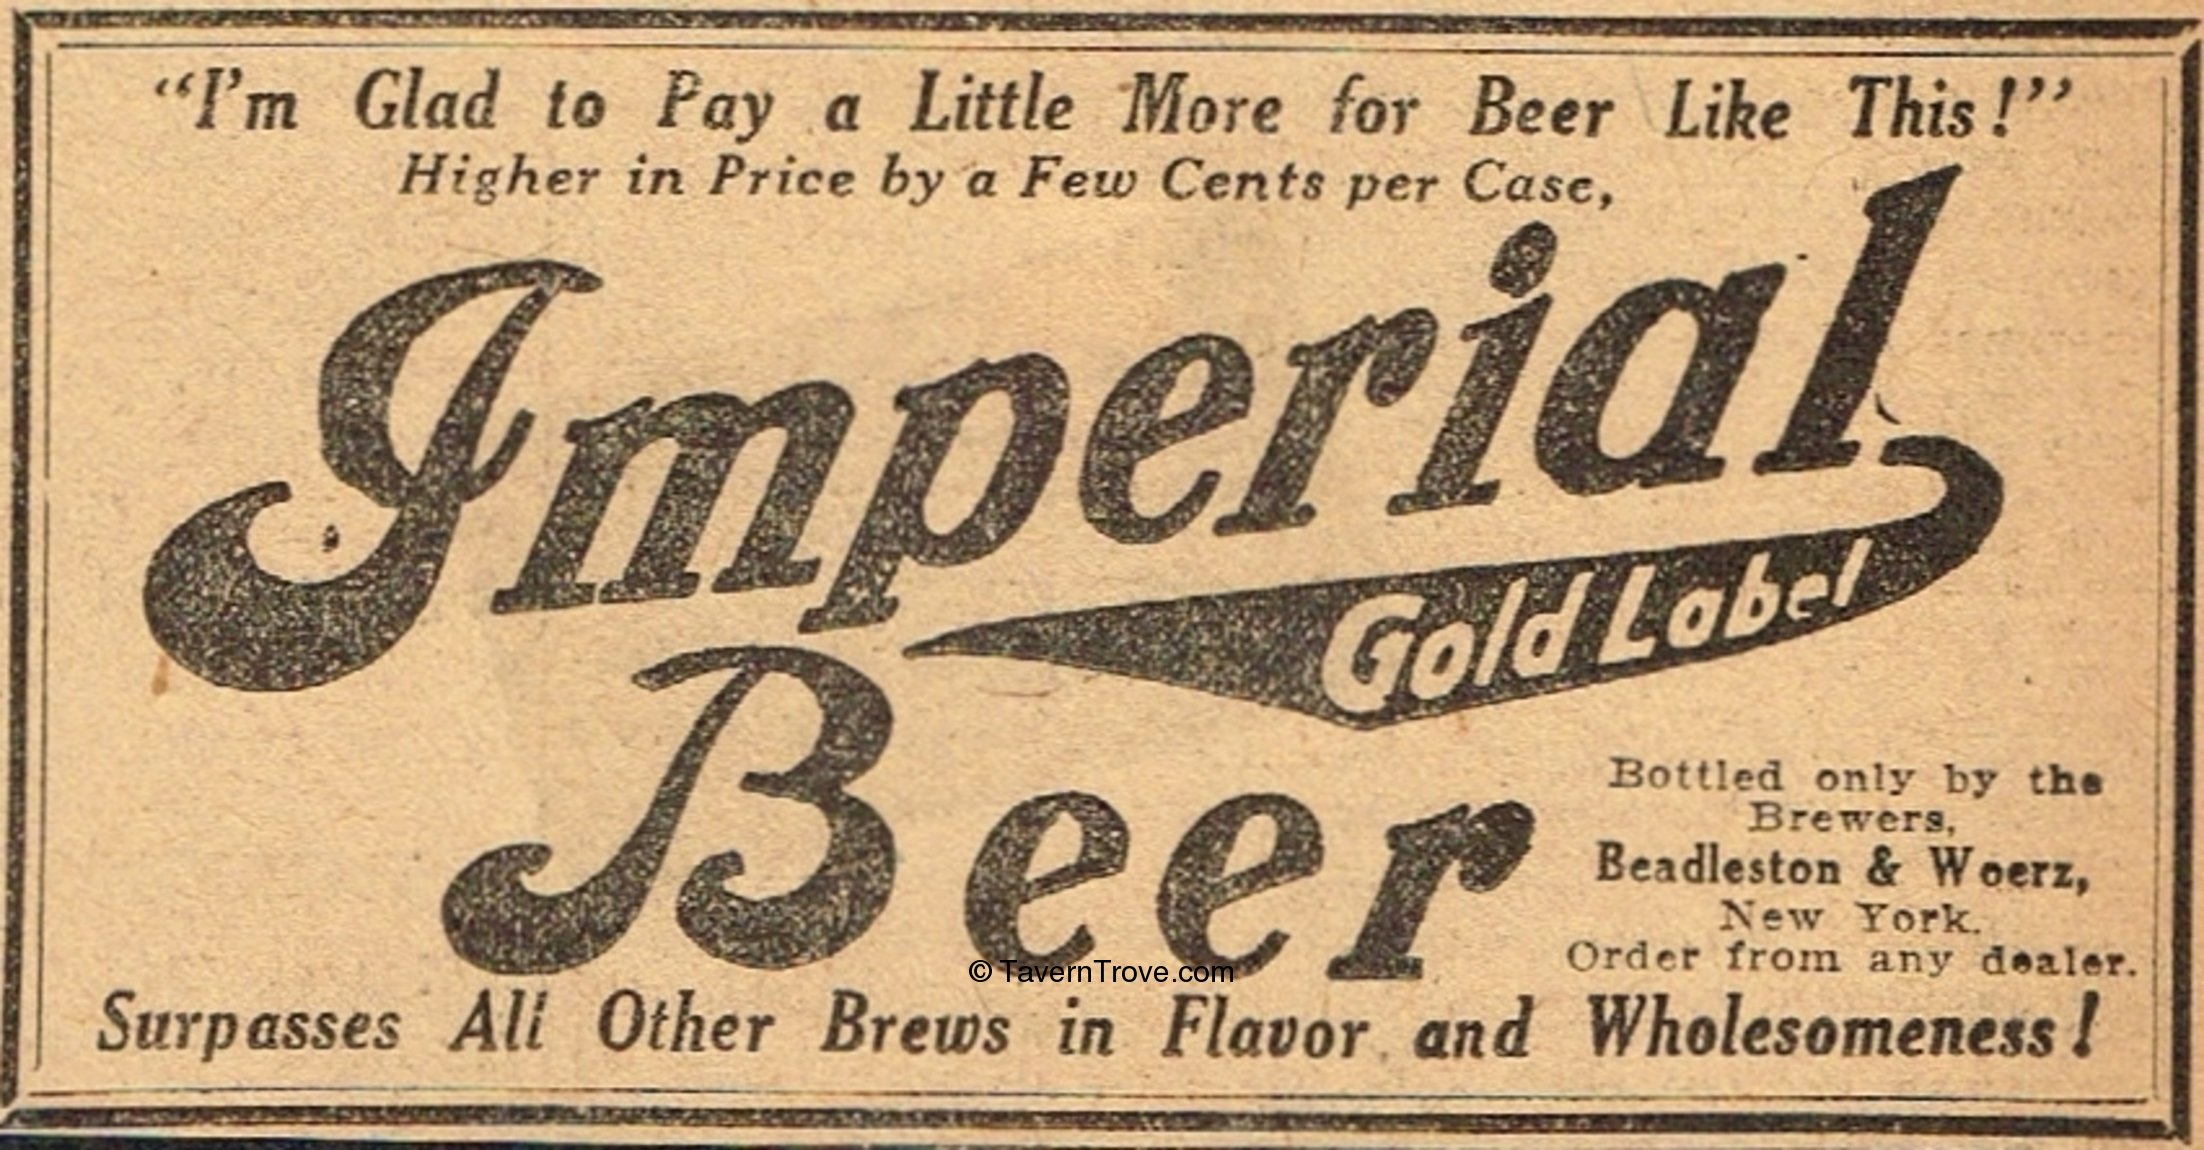 “I'm Glad to Pay a Little More for Beer Like This!”
Higher in Price by a Few Cents per Case,
Imperial
Gold Label
Beer
Bottled only by the
Brewers,
Beadleston & Woerz,
New York.
Order from any dealer.
© TavernTrove.com
Surpasses All Other Brews in Flavor and Wholesomeness!